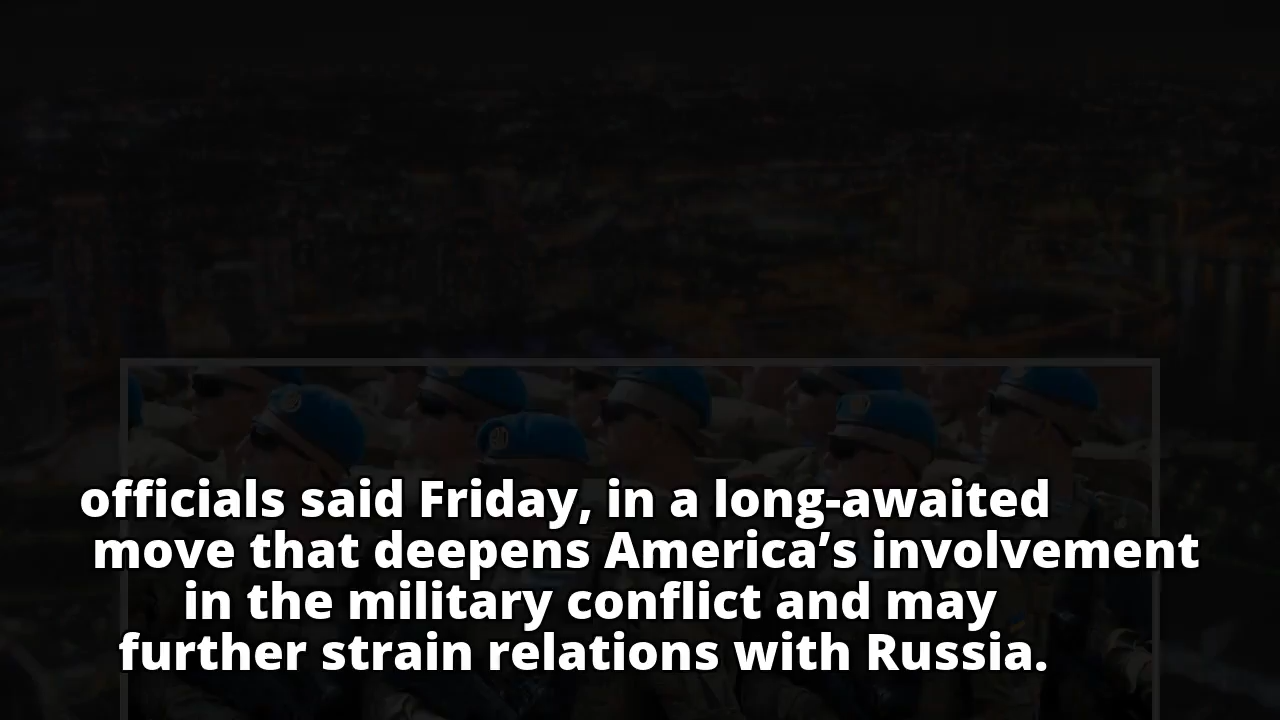 officials said Friday, in a long-awaited
move that deepens America’s involvement
in the military conflict and may
further strain relations with Russia.